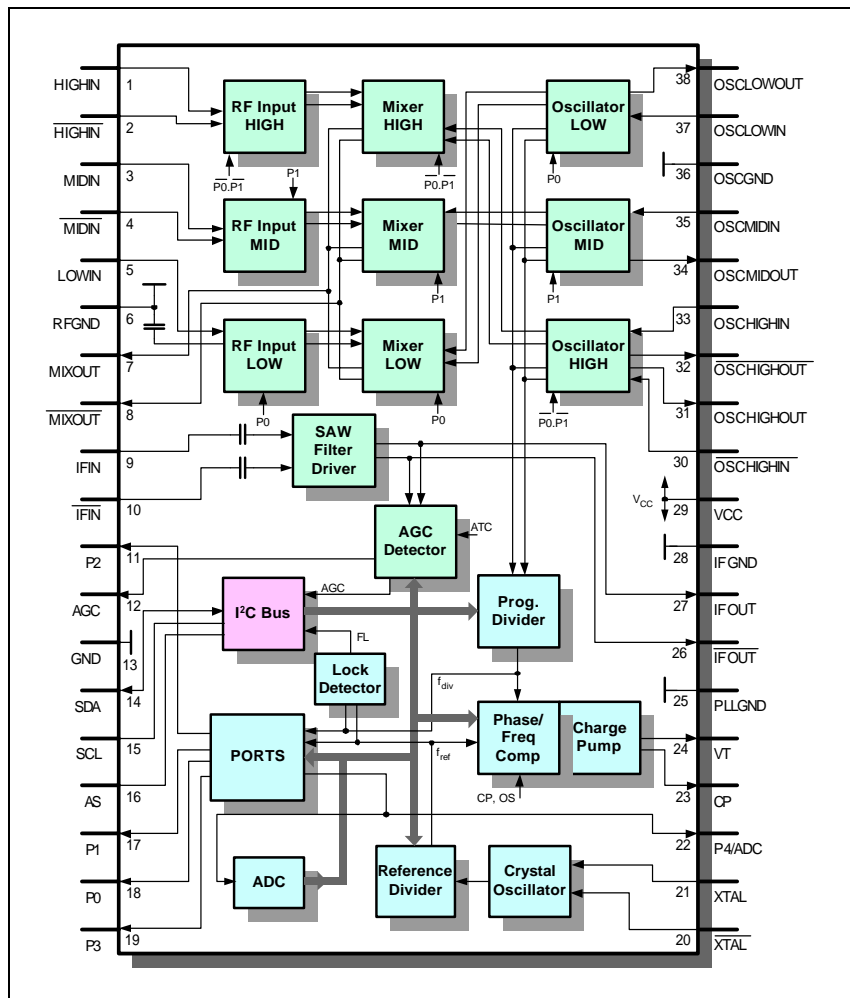 HIGHIN
1
HIGHIN
2
MIDIN
3
MIDIN
4
LOWIN
5
RFGND
6
MIXOUT
7
MIXOUT
8
IFIN
9
IFIN
10
P2
11
AGC
12
GND
13
SDA
14
SCL
15
AS
16
P1
17
P0
18
P3
19
RF Input
HIGH
P0.P1
Mixer
HIGH
P0.P1
Oscillator
LOW
P0
P1
RF Input
MID
Mixer
MID
P1
Oscillator
MID
P1
RF Input
LOW
P0
Mixer
LOW
P0
Oscillator
HIGH
P0.P1
SAW
Filter
Driver
AGC
Detector
ATC
AGC
I²C Bus
FL
Prog.
Divider
Lock
Detector
fdiv
PORTS
fref
Phase/
Freq
Comp
Charge
Pump
CP, OS
ADC
Reference
Divider
Crystal
Oscillator
38
OSCLOWOUT
37
OSCLOWIN
36
OSCGND
35
OSCMIDIN
34
OSCMIDOUT
33
OSCHIGHIN
32
OSCHIGHOUT
31
OSCHIGHOUT
30
OSCHIGHIN
VCC
29
VCC
28
IFGND
27
IFOUT
26
IFOUT
25
PLLGND
24
VT
23
CP
22
P4/ADC
21
XTAL
20
XTAL